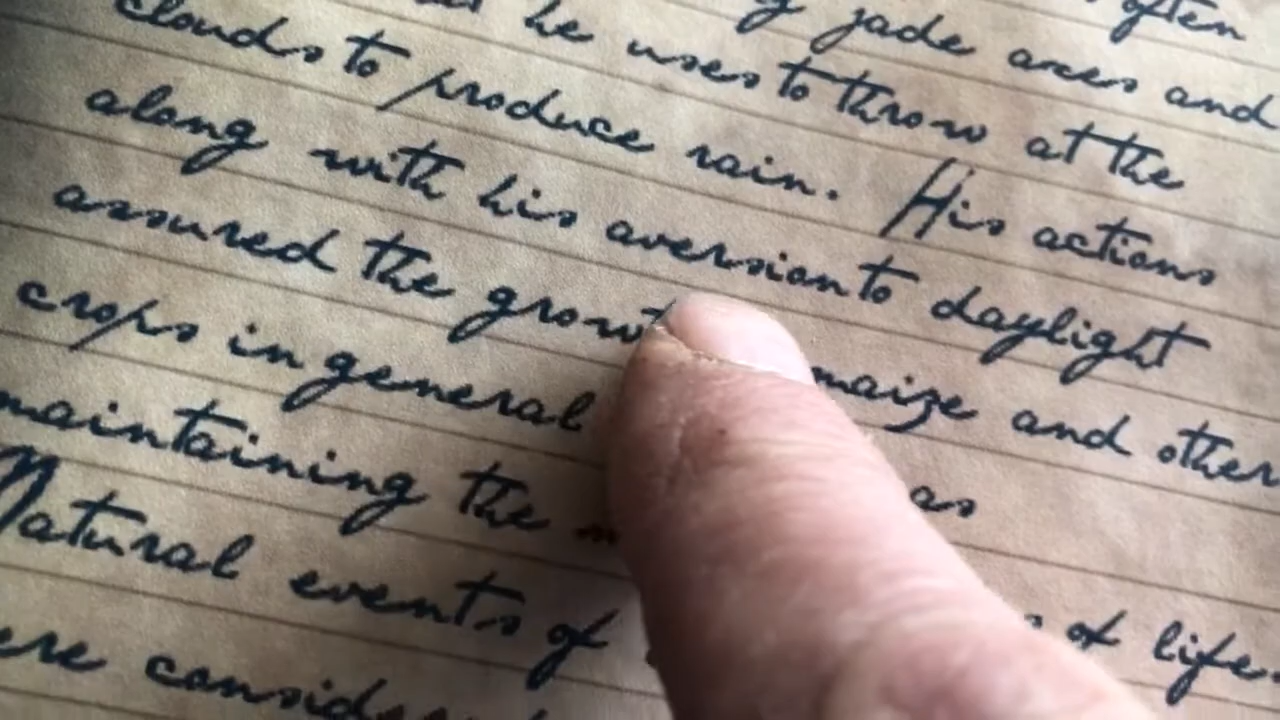 jade axes and often
he uses to throw at the
clouds to produce rain. His actions
along with his aversion to daylight
assured the growth maize and other
crops in general as
maintaining the
Natural events of of life.
ere